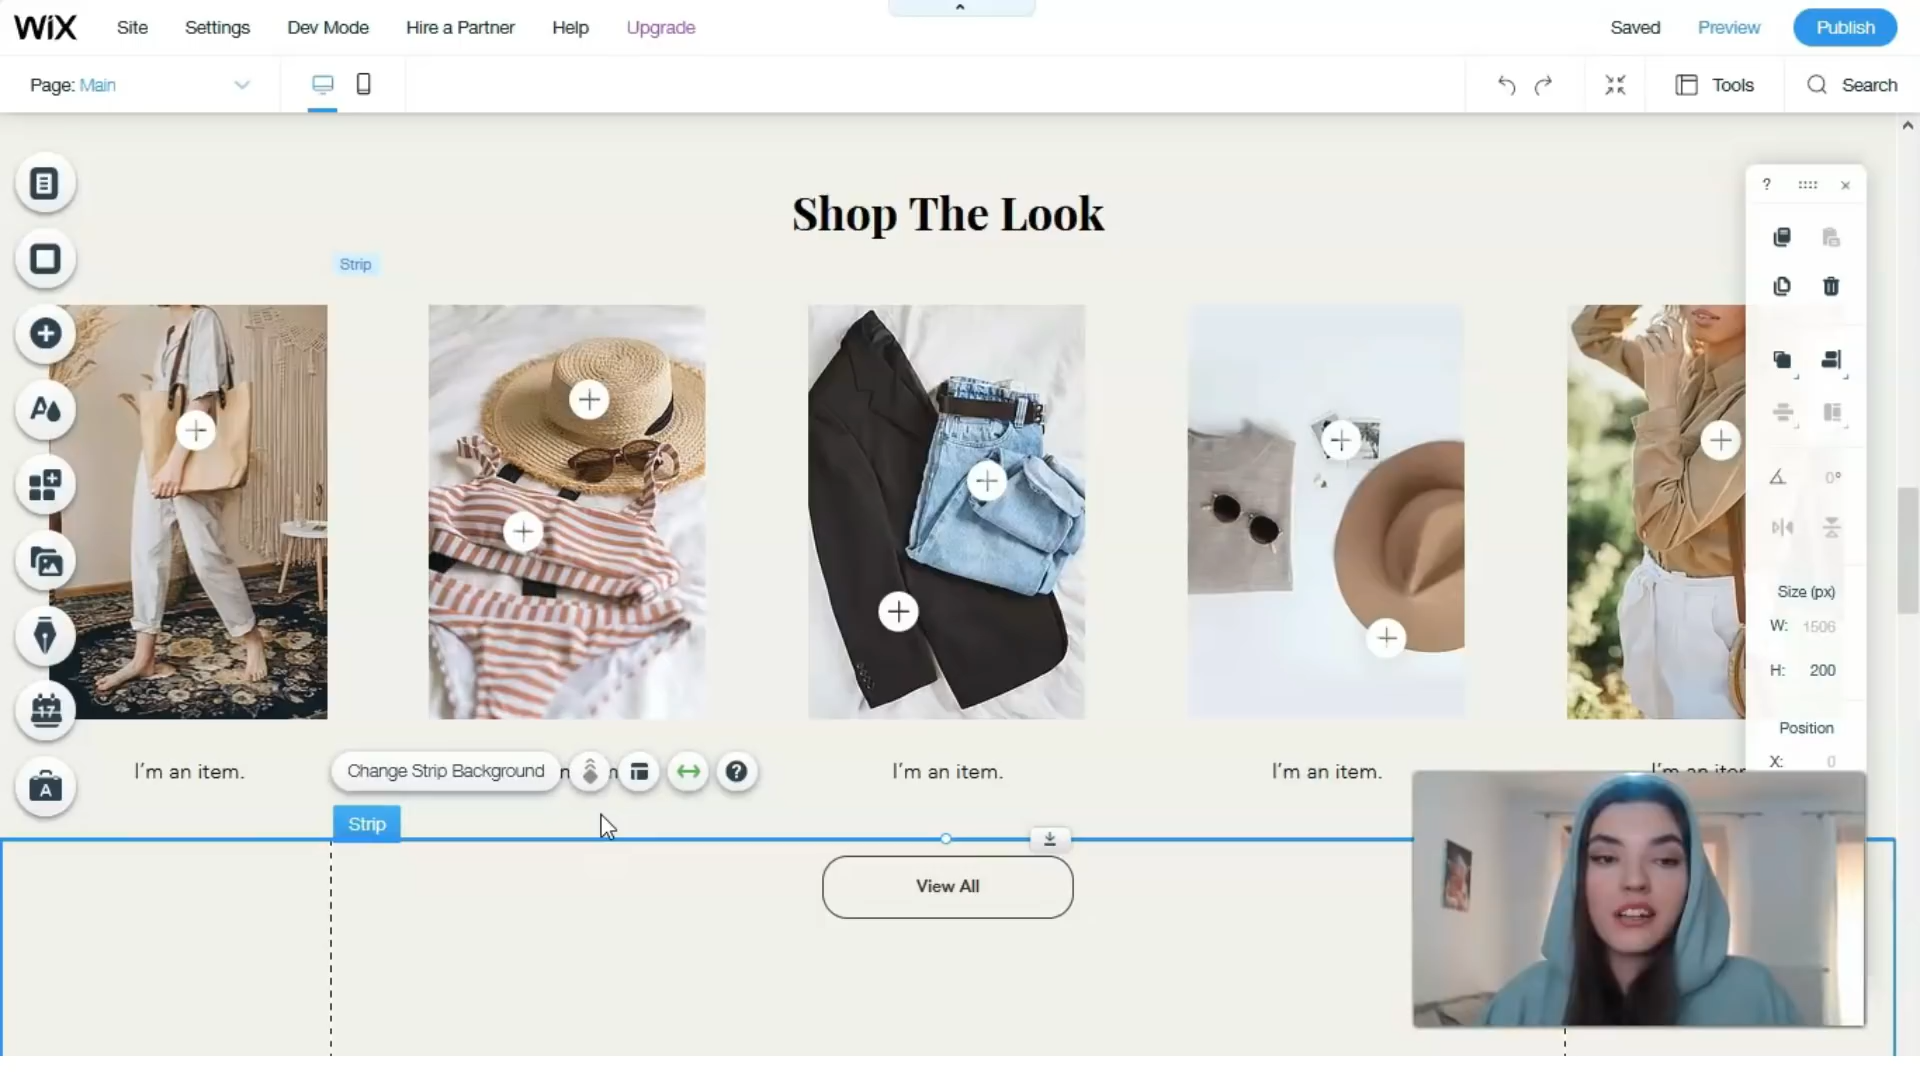 WiX Site Settings Dev Mode Hire a Partner Help Upgrade Saved Preview Publish
Page: Main Tools Search
Shop The Look
Strip
0°
Size (px)
W: 1506
H: 200
Position
X: 0
I'm an item.
Change Strip Background
I'm an item.
I'm an item.
Strip
View All
17
A